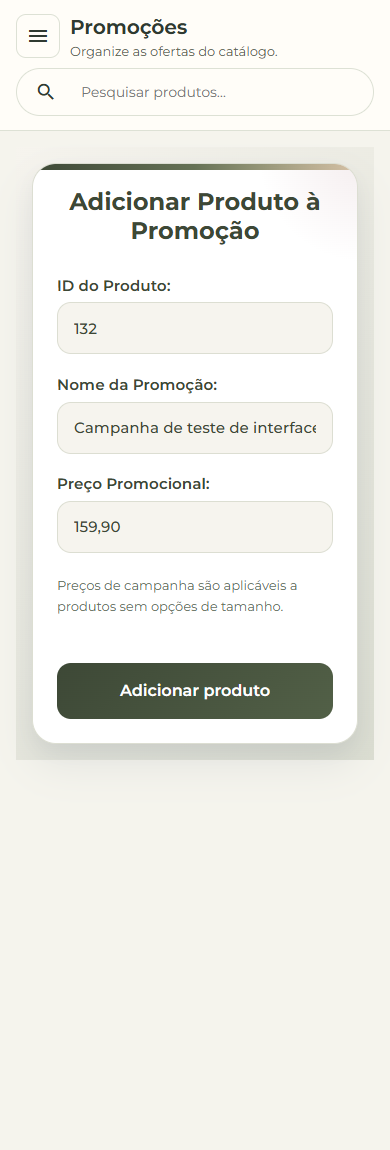 Promoções
Organize as ofertas do catálogo.
Pesquisar produtos...
Adicionar Produto à
Promoção
ID do Produto:
132
Nome da Promoção:
Campanha de teste de interface
Preço Promocional:
159,90
Preços de campanha são aplicáveis a
produtos sem opções de tamanho.
Adicionar produto